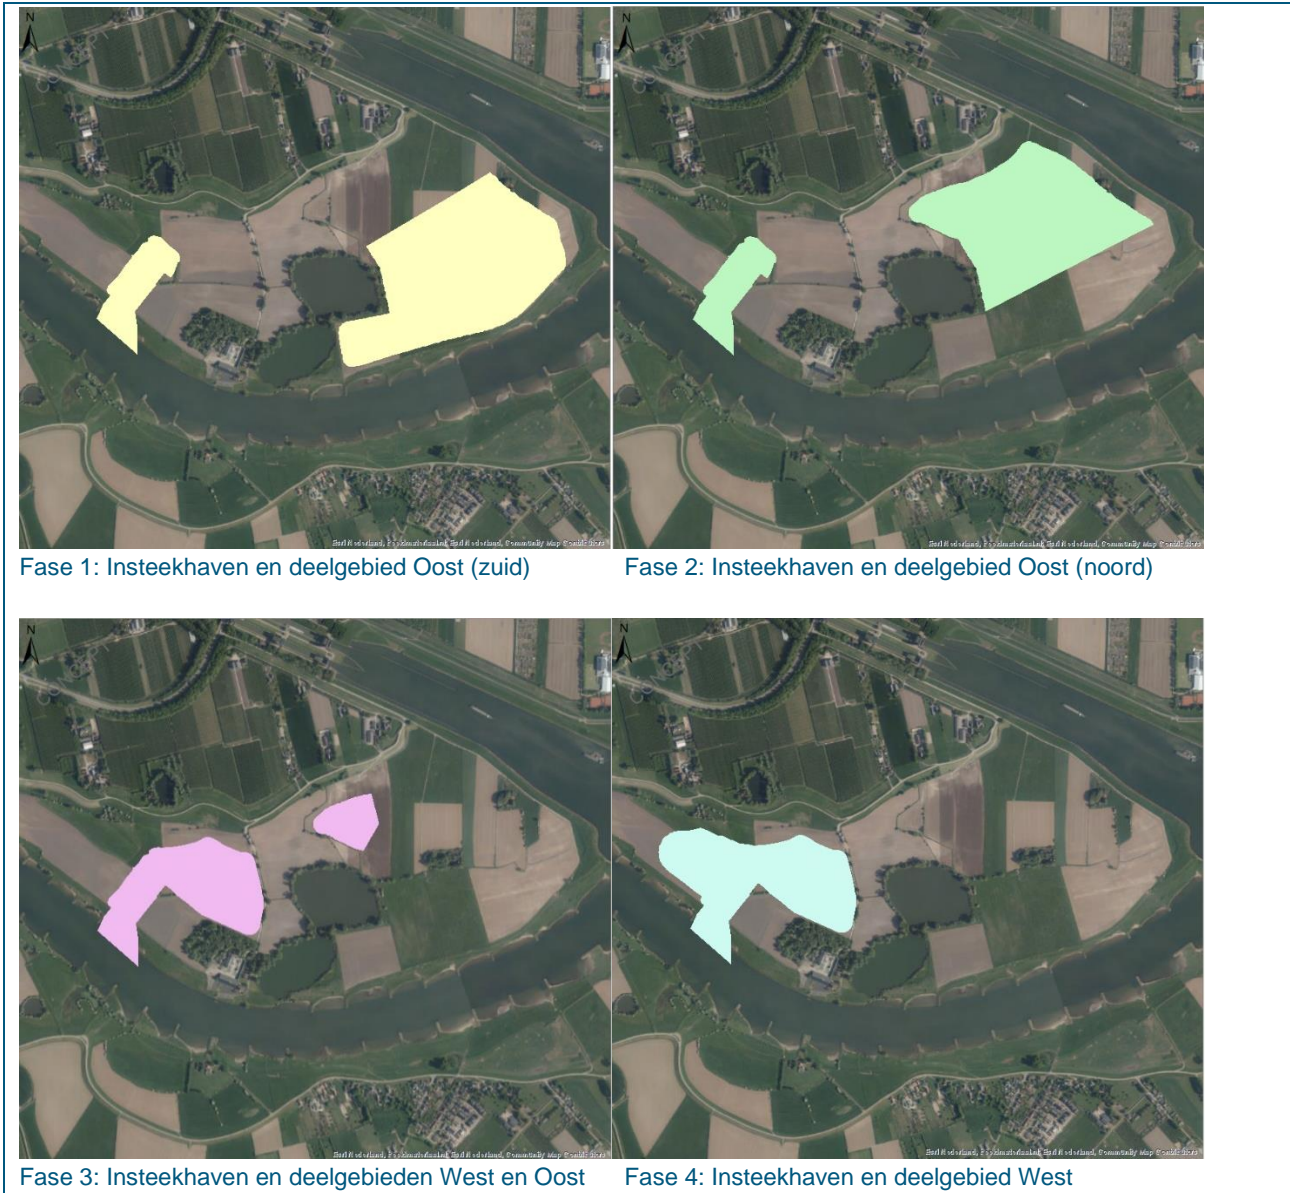 N
N
Fase 1: Insteekhaven en deelgebied Oost (zuid)
Fase 2: Insteekhaven en deelgebied Oost (noord)
N
N
Fase 3: Insteekhaven en deelgebieden West en Oost
Fase 4: Insteekhaven en deelgebied West